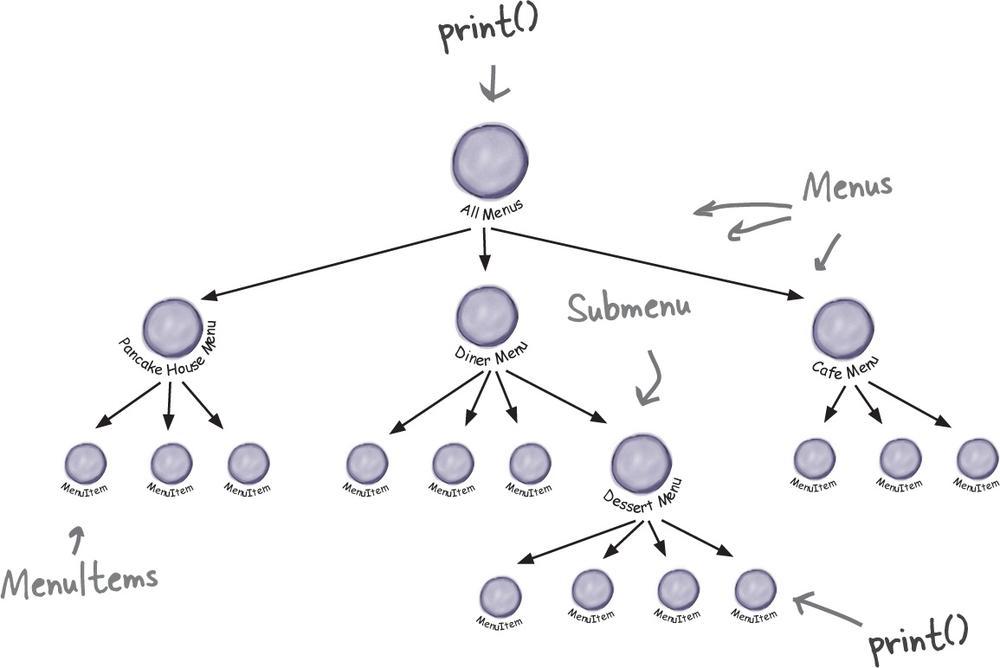 print()
All Menus
Menus
Submenu
Pancake House Menu
Diner Menu
Cafe Menu
MenuItem
MenuItem
MenuItem
MenuItem
MenuItem
MenuItem
Dessert Menu
MenuItem
MenuItem
MenuItem
MenuItems
MenuItem
MenuItem
MenuItem
MenuItem
print()